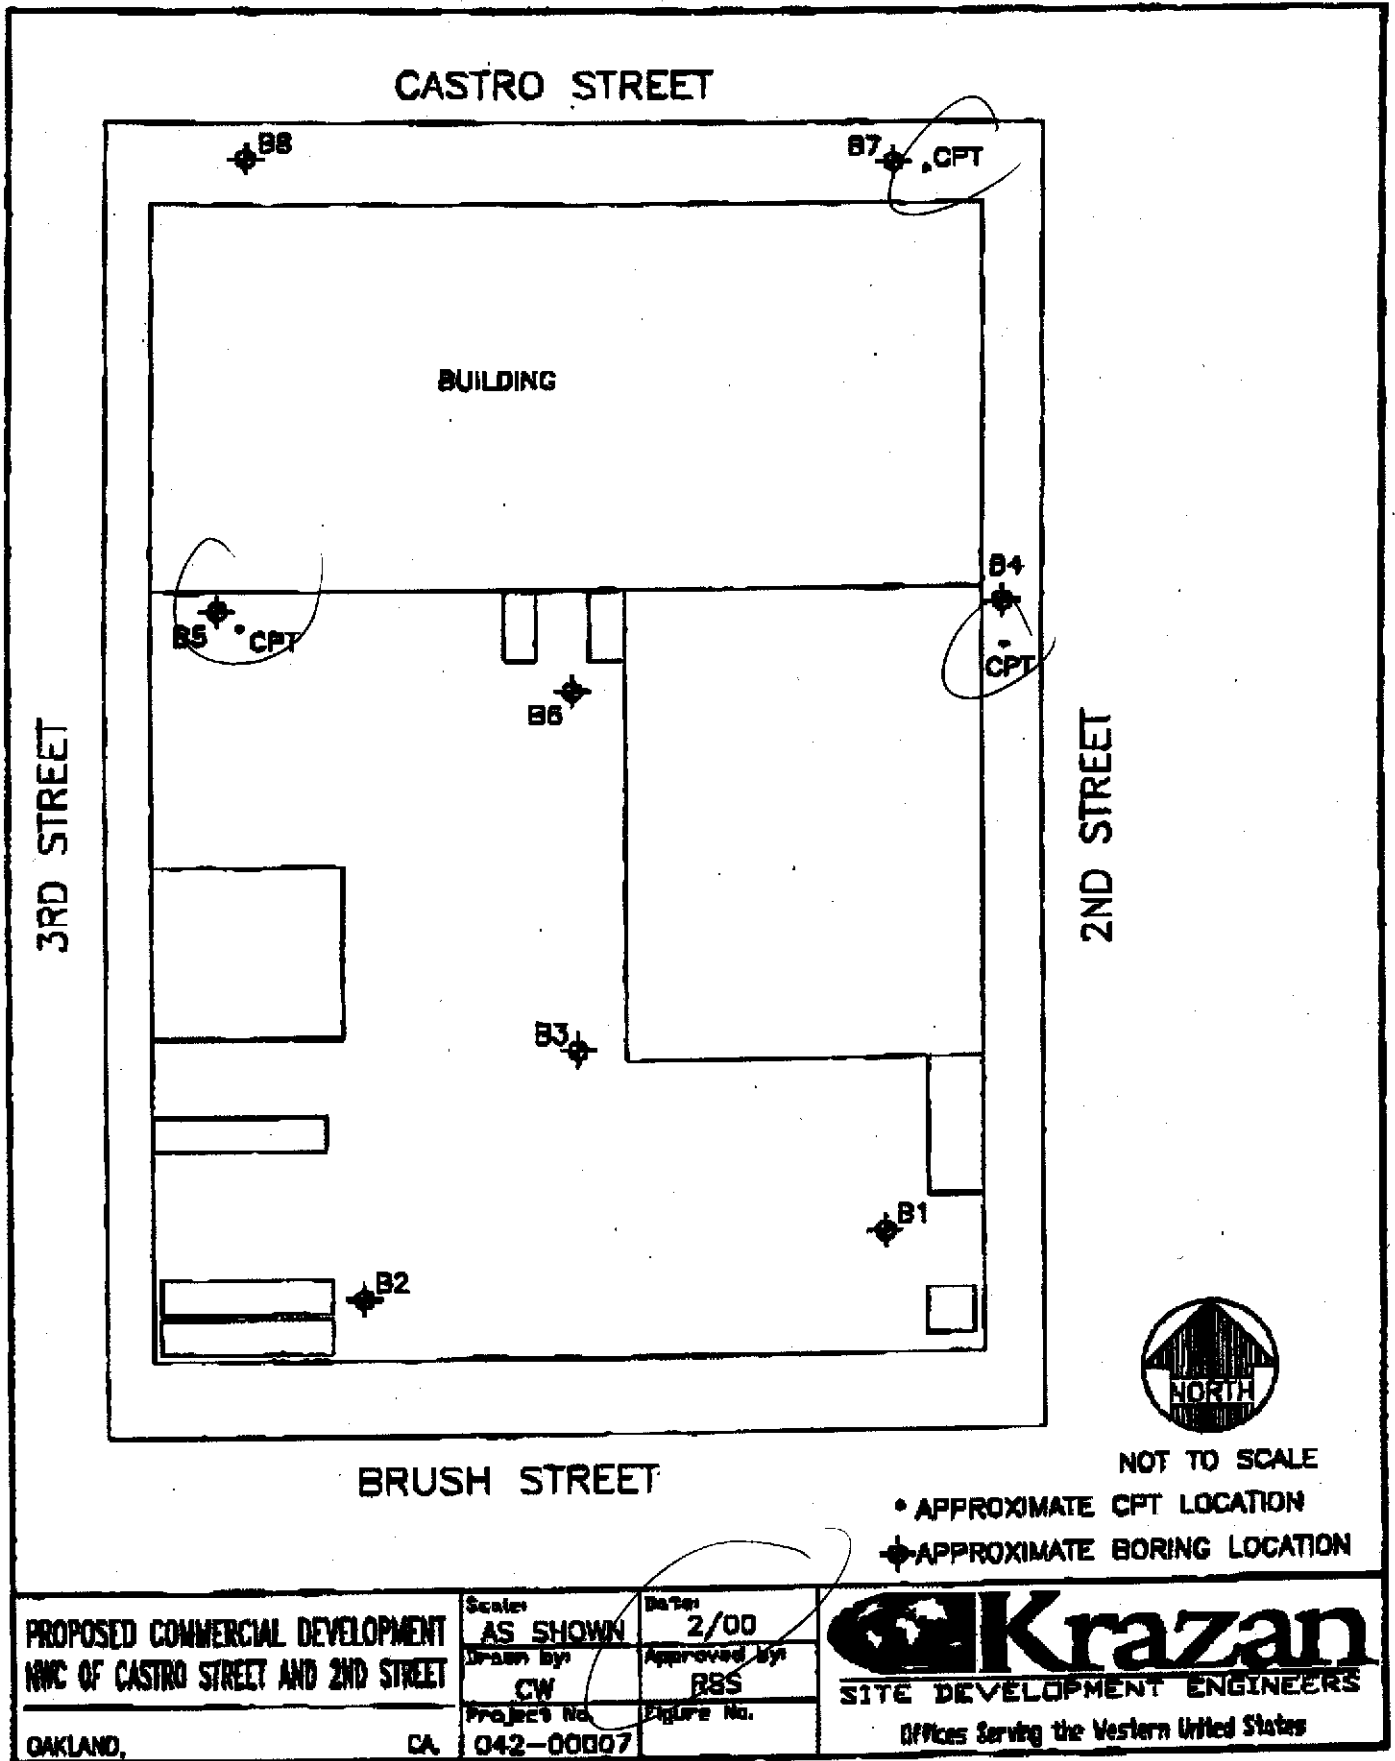 CASTRO STREET
B8
B7
CPT
BUILDING
B4
B5
CPT
CPT
B6
3RD STREET
2ND STREET
B3
B1
B2
NORTH
BRUSH STREET
NOT TO SCALE
APPROXIMATE CPT LOCATION
APPROXIMATE BORING LOCATION
PROPOSED COMMERCIAL DEVELOPMENT
NWC OF CASTRO STREET AND 2ND STREET
OAKLAND, CA.
Scale:
AS SHOWN
Date:
2/00
Drawn by:
CW
Approved by:
RBS
Project No.
042-00007
Figure No.
Krazan
SITE DEVELOPMENT ENGINEERS
Offices Serving the Western United States